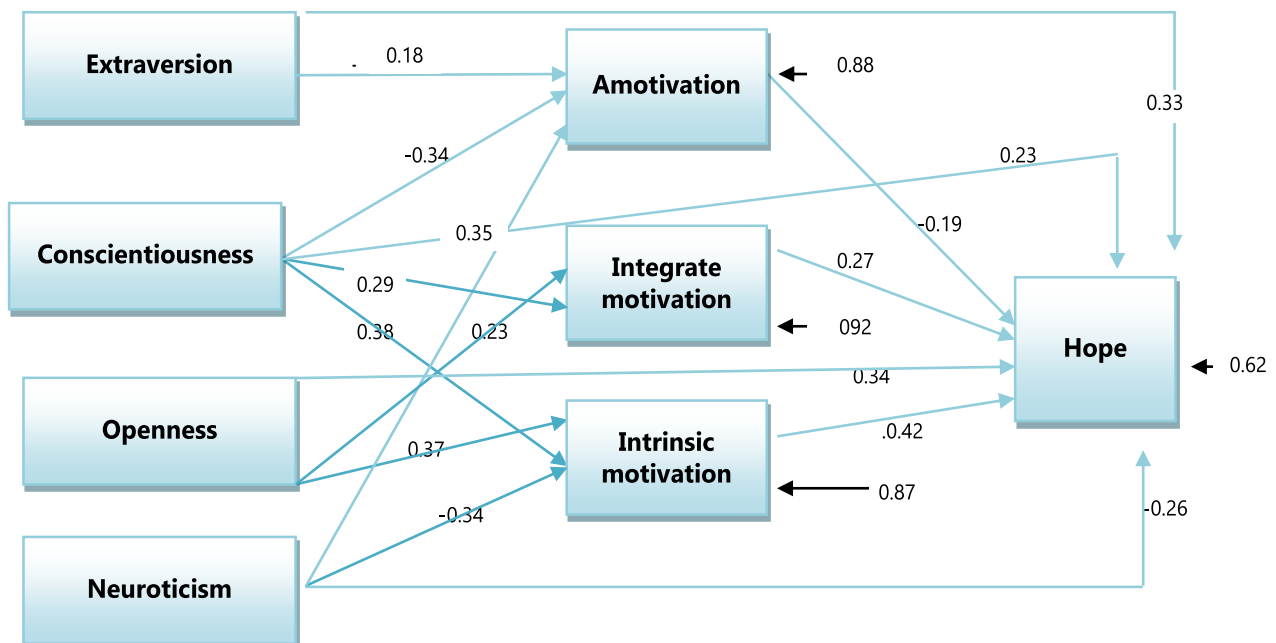 Extraversion
- 0.18
Amotivation
0.88
0.33
-0.34
0.23
Conscientiousness
0.35
-0.19
0.29
Integrate
motivation
0.27
092
0.38
0.23
Hope
0.62
0.34
Openness
0.37
Intrinsic
motivation
.0.42
0.87
-0.34
-0.26
Neuroticism